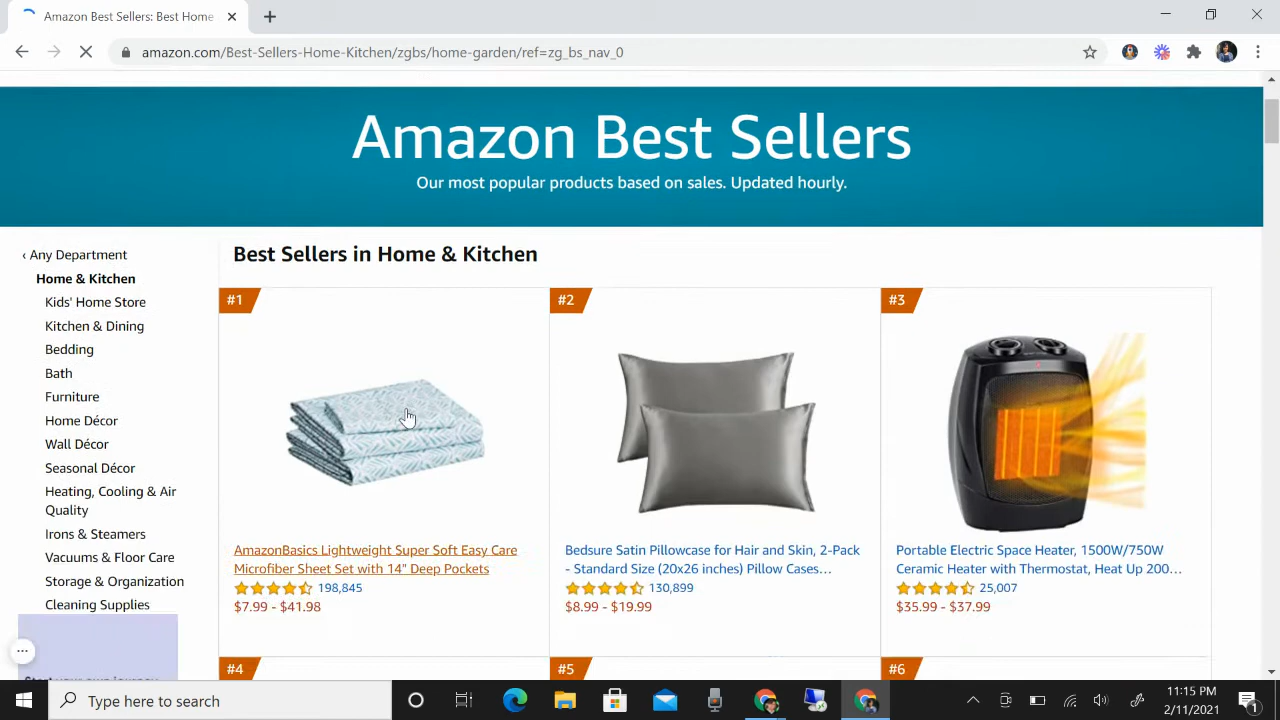 Amazon Best Sellers: Best Home
amazon.com/Best-Sellers-Home-Kitchen/zgbs/home-garden/ref=zg_bs_nav_0
Amazon Best Sellers
Our most popular products based on sales. Updated hourly.
‹ Any Department
Home & Kitchen
Kids' Home Store
Kitchen & Dining
Bedding
Bath
Furniture
Home Décor
Wall Décor
Seasonal Décor
Heating, Cooling & Air
Quality
Irons & Steamers
Vacuums & Floor Care
Storage & Organization
Cleaning Supplies
Best Sellers in Home & Kitchen
#1
AmazonBasics Lightweight Super Soft Easy Care
Microfiber Sheet Set with 14" Deep Pockets
198,845
$7.99 - $41.98
#2
Bedsure Satin Pillowcase for Hair and Skin, 2-Pack
- Standard Size (20x26 inches) Pillow Cases…
130,899
$8.99 - $19.99
#3
Portable Electric Space Heater, 1500W/750W
Ceramic Heater with Thermostat, Heat Up 200…
25,007
$35.99 - $37.99
#4
#5
#6
Type here to search
11:15 PM
2/11/2021
1